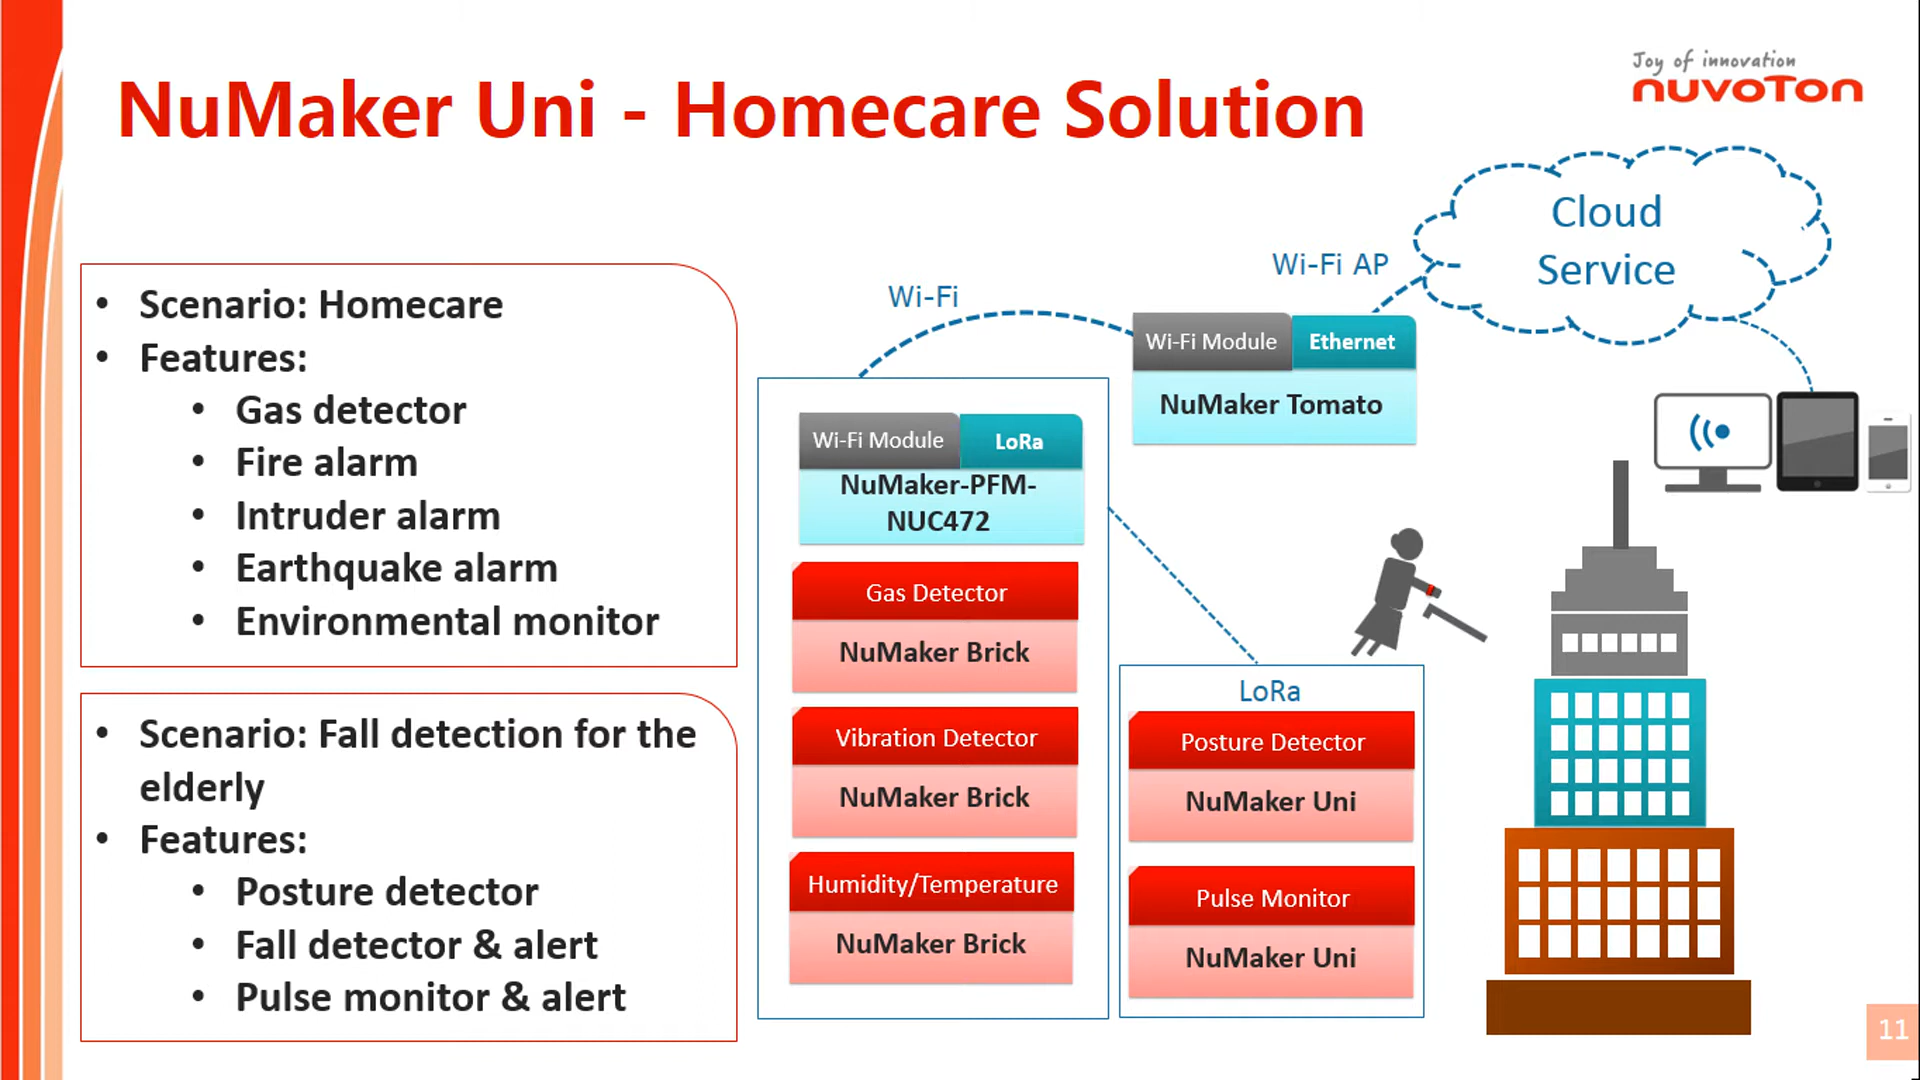 Joy of innovation
nuvoTon
NuMaker Uni - Homecare Solution
• Scenario: Homecare
• Features:
• Gas detector
• Fire alarm
• Intruder alarm
• Earthquake alarm
• Environmental monitor
• Scenario: Fall detection for the
elderly
• Features:
• Posture detector
• Fall detector & alert
• Pulse monitor & alert
Cloud
Service
Wi-Fi AP
Wi-Fi
Wi-Fi Module
Ethernet
NuMaker Tomato
Wi-Fi Module
LoRa
NuMaker-PFM-
NUC472
Gas Detector
NuMaker Brick
Vibration Detector
NuMaker Brick
Humidity/Temperature
NuMaker Brick
LoRa
Posture Detector
NuMaker Uni
Pulse Monitor
NuMaker Uni
11